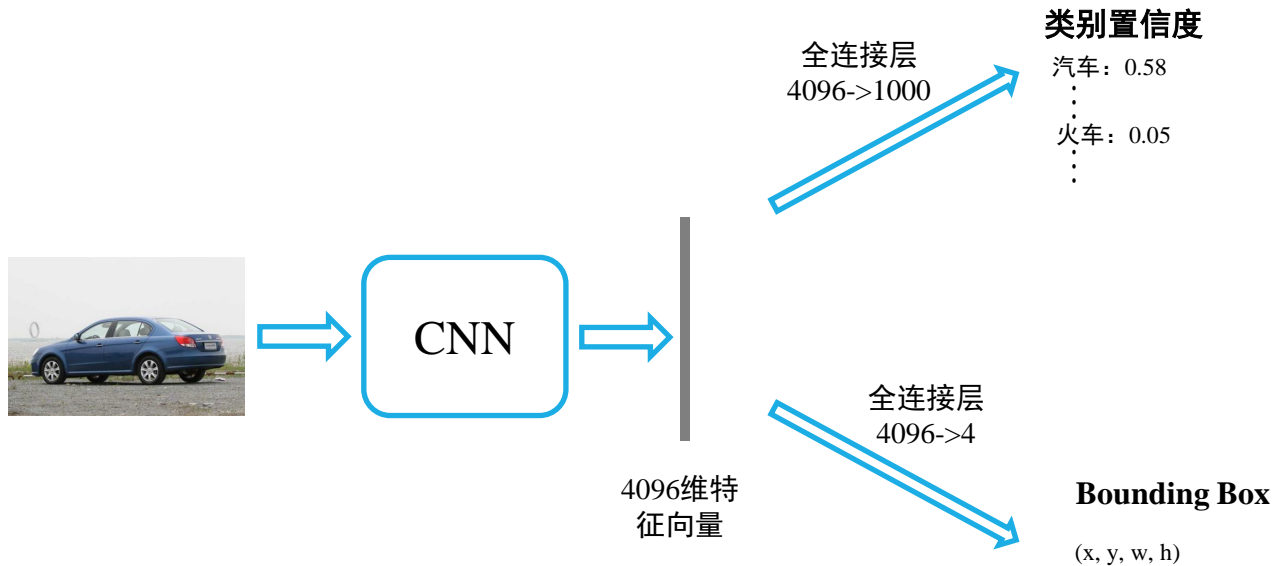 类别置信度
全连接层
4096->1000
汽车：0.58
火车：0.05
CNN
全连接层
4096->4
4096维特
征向量
Bounding Box
(x, y, w, h)